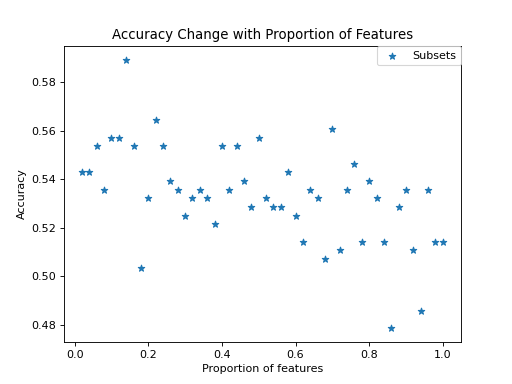 Accuracy Change with Proportion of Features
Subsets
0.58
0.56
0.54
0.52
0.50
0.48
Accuracy
0.0 0.2 0.4 0.6 0.8 1.0
Proportion of features